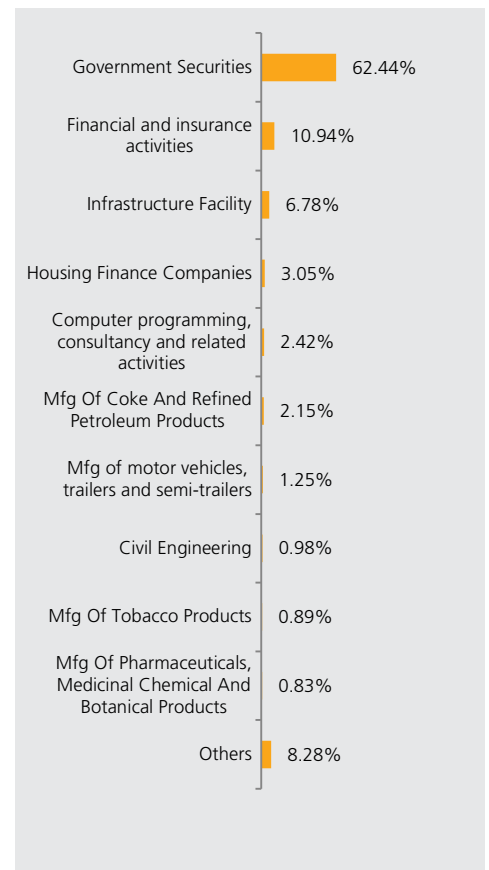 Government Securities 62.44%
Financial and insurance
activities 10.94%
Infrastructure Facility 6.78%
Housing Finance Companies 3.05%
Computer programming,
consultancy and related
activities 2.42%
Mfg Of Coke And Refined
Petroleum Products 2.15%
Mfg of motor vehicles,
trailers and semi-trailers 1.25%
Civil Engineering 0.98%
Mfg Of Tobacco Products 0.89%
Mfg Of Pharmaceuticals,
Medicinal Chemical And
Botanical Products 0.83%
Others 8.28%